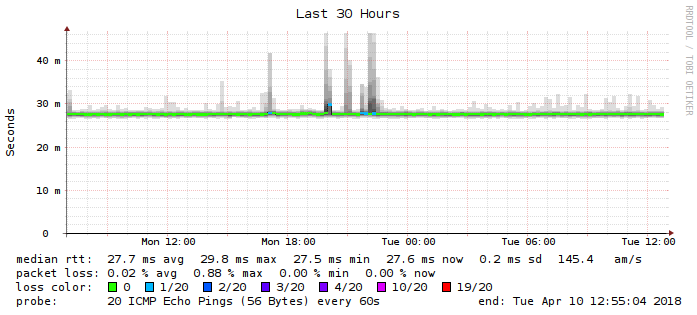 Last 30 Hours
RRDTOOL / TOBI OETIKER
Seconds
40 m
30 m
20 m
10 m
0
Mon 12:00 Mon 18:00 Tue 00:00 Tue 06:00 Tue 12:00
median rtt: 27.7 ms avg 29.8 ms max 27.5 ms min 27.6 ms now 0.2 ms sd 145.4 am/s
packet loss: 0.02 % avg 0.88 % max 0.00 % min 0.00 % now
loss color: 0 1/20 2/20 3/20 4/20 10/20 19/20
probe: 20 ICMP Echo Pings (56 Bytes) every 60s end: Tue Apr 10 12:55:04 2018